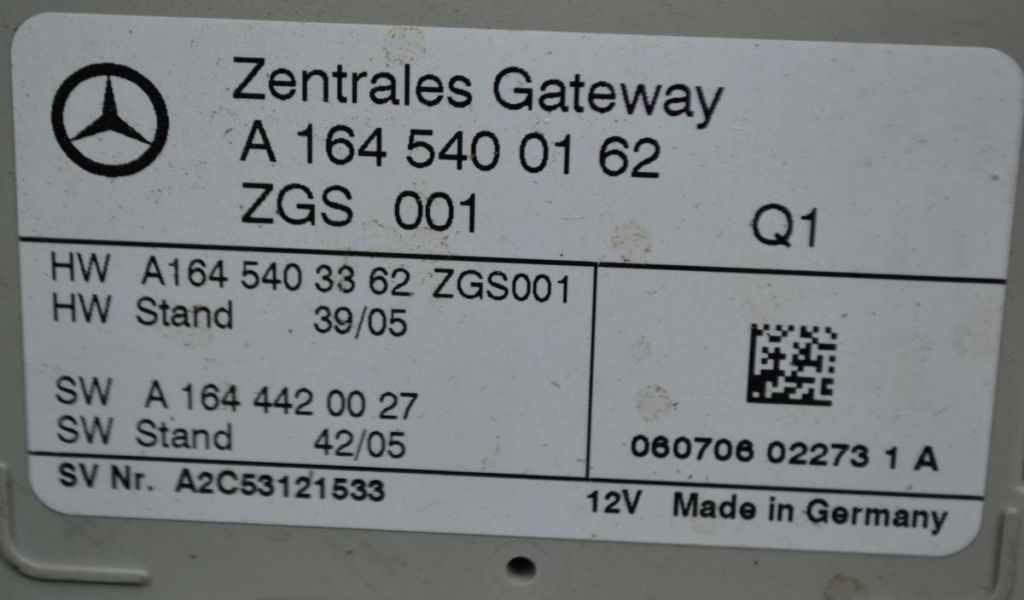 Zentrales Gateway
A 164 540 01 62
ZGS 001 Q1
HW A164 540 33 62 ZGS001
HW Stand 39/05
SW A 164 442 00 27
SW Stand 42/05
060706 02273 1 A
SV Nr. A2C53121533
12V Made in Germany